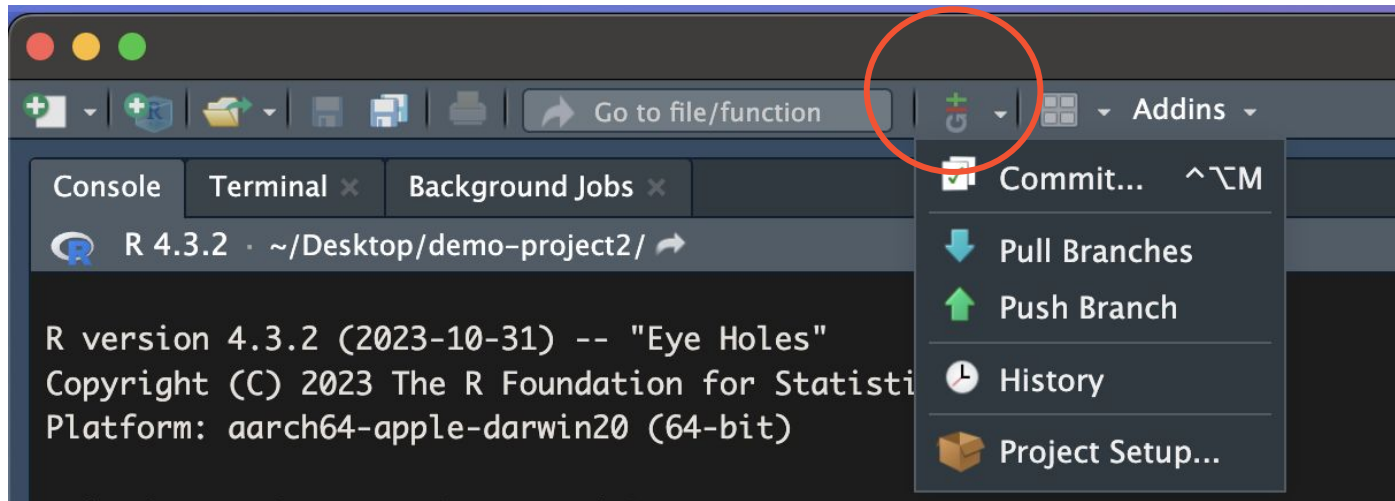 Go to file/function
Git
Addins
Commit... ^⌥M
Pull Branches
Push Branch
History
Project Setup...
Console
Terminal
Background Jobs
R 4.3.2 · ~/Desktop/demo-project2/
R version 4.3.2 (2023-10-31) -- "Eye Holes"
Copyright (C) 2023 The R Foundation for Statisti
Platform: aarch64-apple-darwin20 (64-bit)